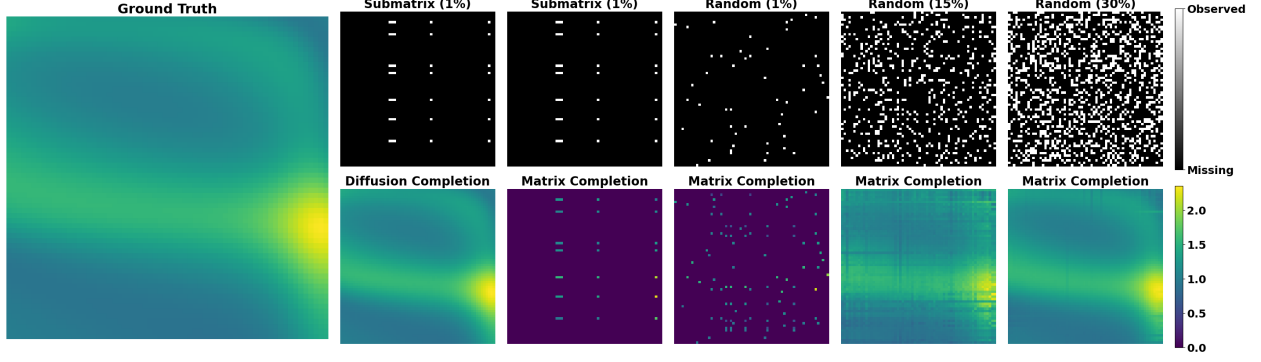 Ground Truth
Submatrix (1%)
Submatrix (1%)
Random (1%)
Random (15%)
Random (30%)
Observed
Missing
Diffusion Completion
Matrix Completion
Matrix Completion
Matrix Completion
Matrix Completion
2.0
1.5
1.0
0.5
0.0